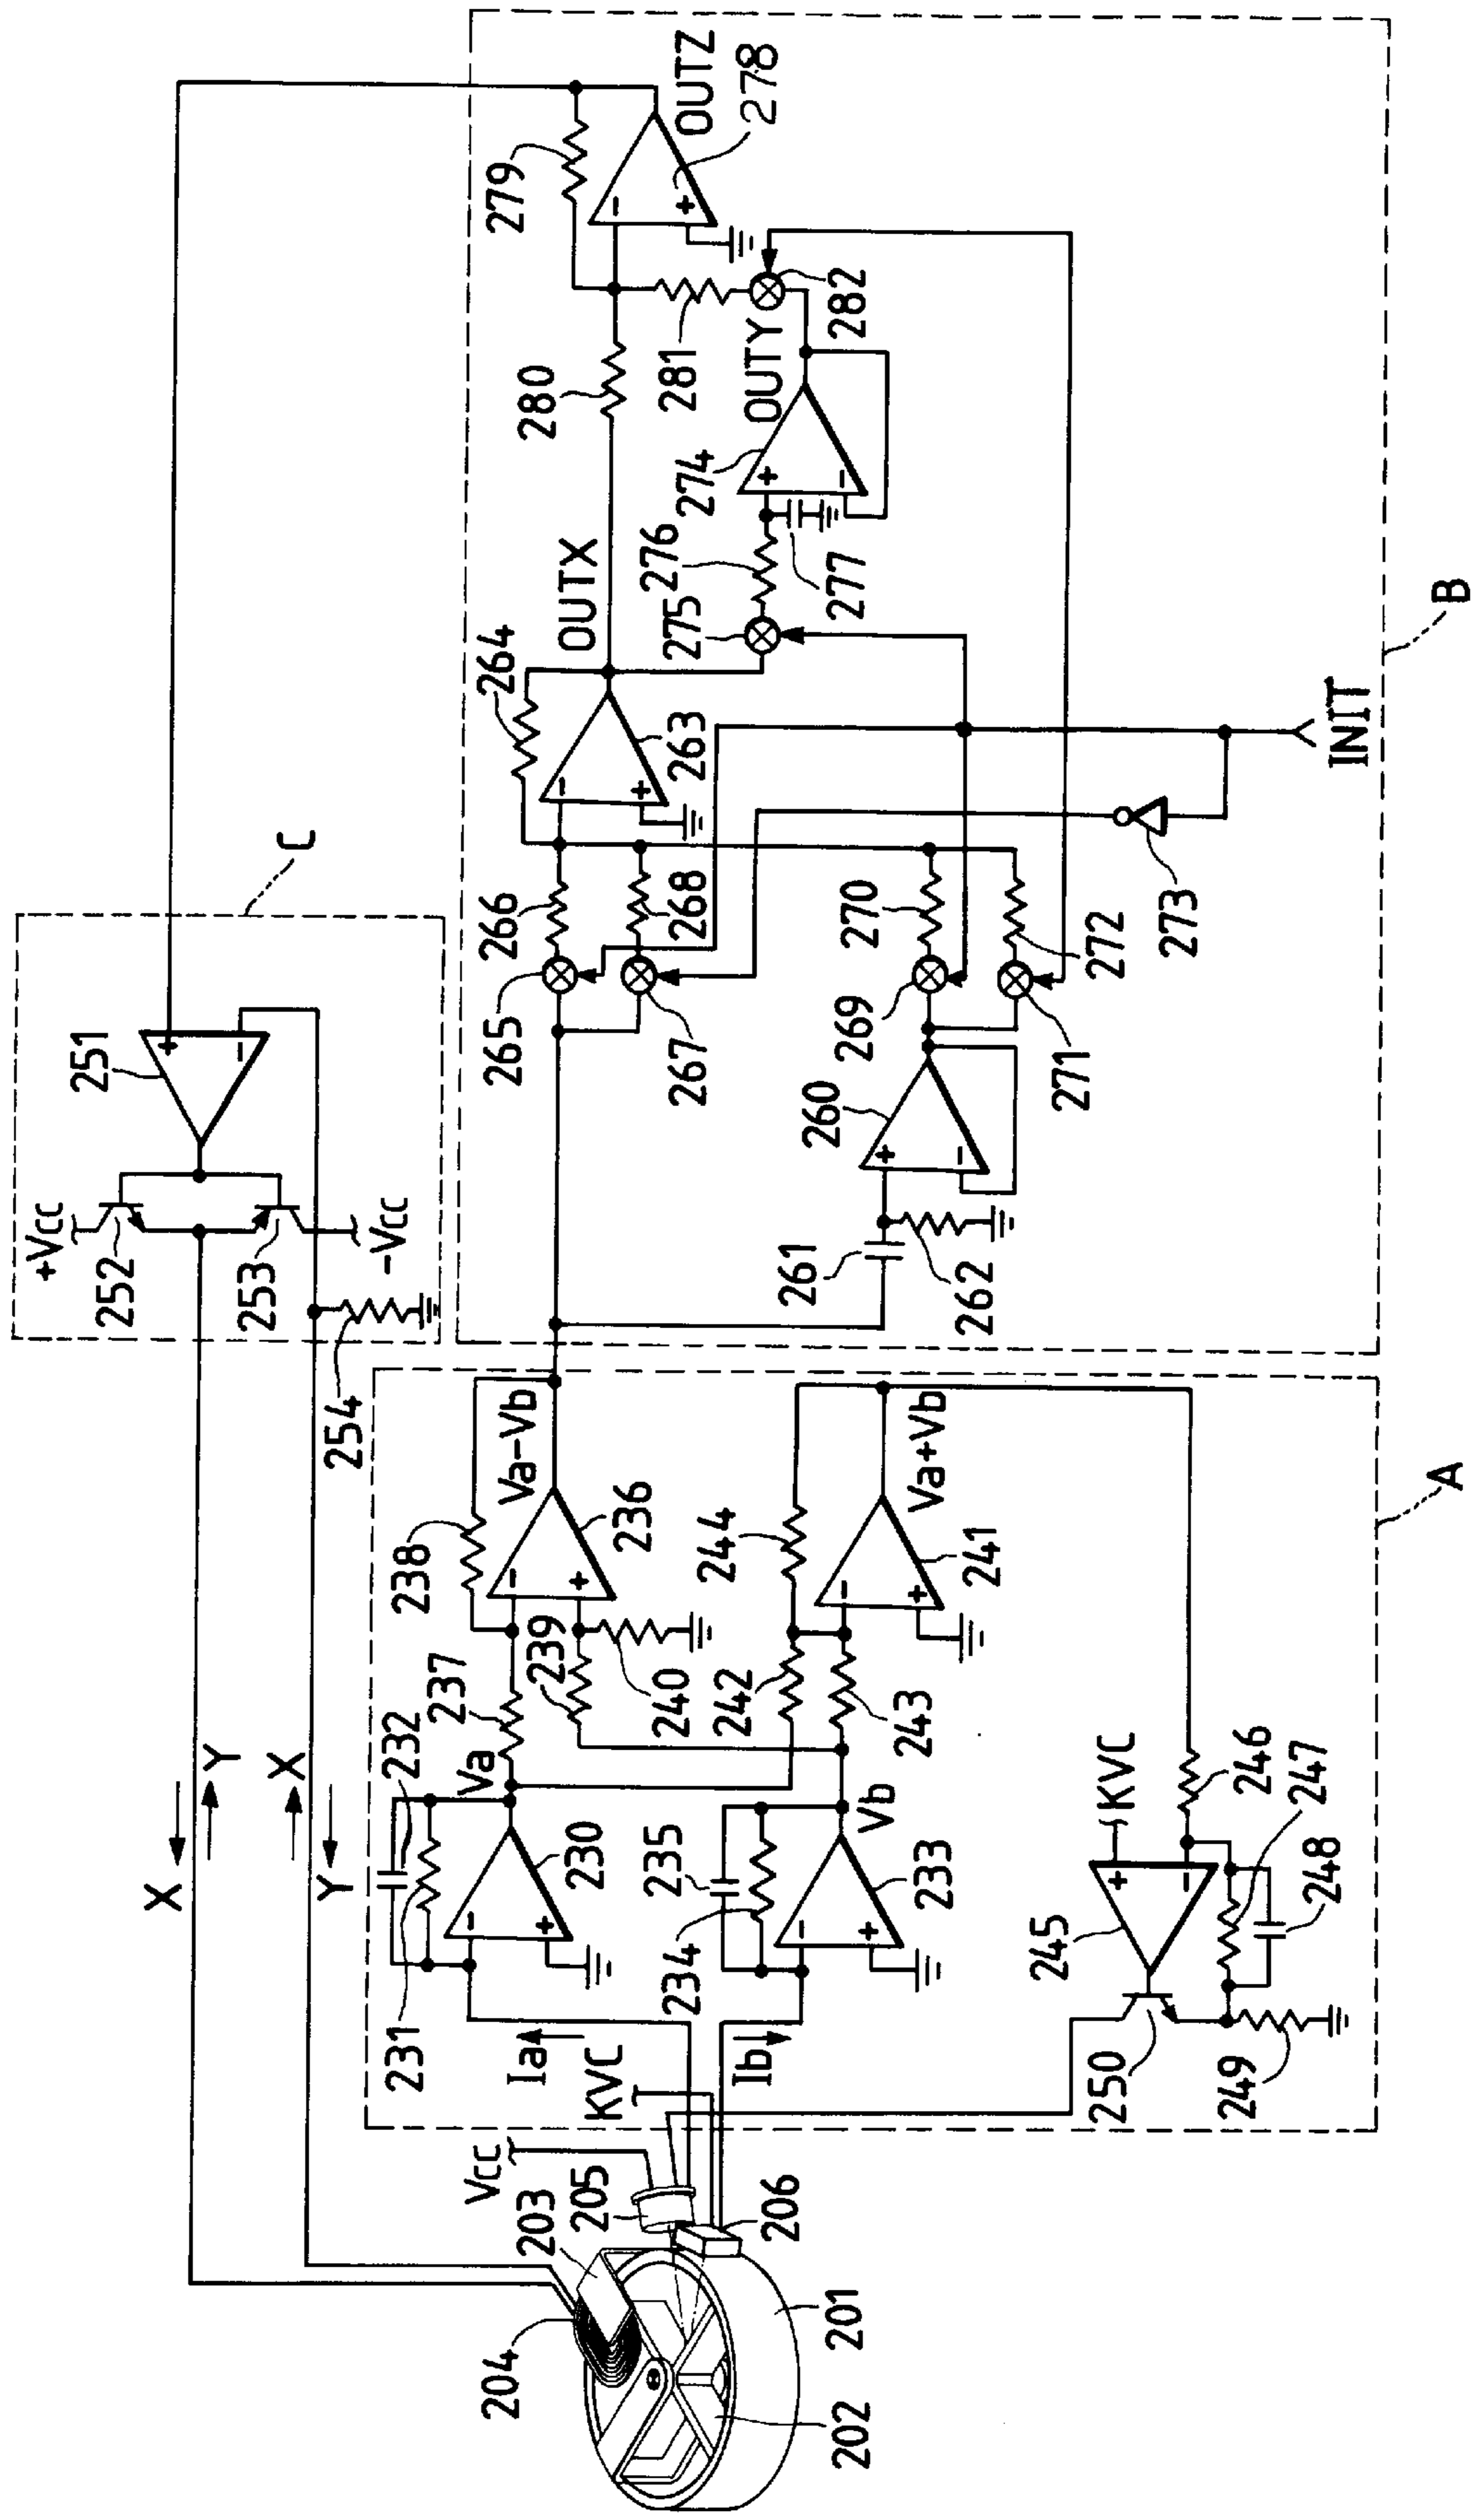 +Vcc
252
253
-Vcc
254
251
C
X
Y
X
Y
279
OUTZ
278
280
281
282
OUTY
274
276
277
275
OUTX
264
263
266
265
268
267
270
269
272
271
273
INIT
260
261
262
B
Va-Vb
238
236
237
239
240
Va
232
231
230
244
Va+Vb
241
242
243
235
Vb
234
233
Ia
KVC
Ib
KVC
245
246
247
248
249
250
A
Vcc
203
205
206
204
201
202